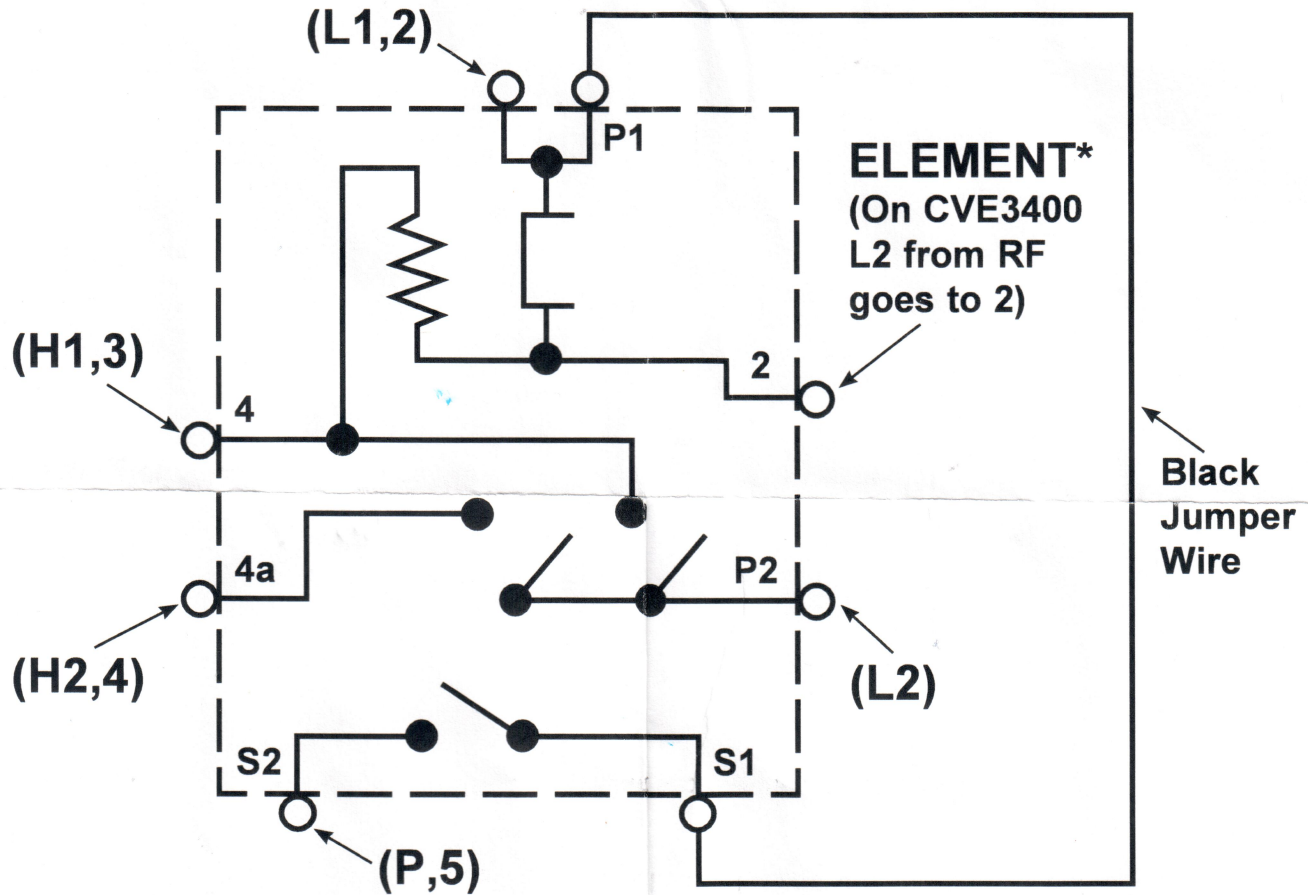 (L1,2)
P1
ELEMENT*
(On CVE3400
L2 from RF
goes to 2)
(H1,3)
4
2
Black
Jumper
Wire
4a
P2
(H2,4)
(L2)
S2
S1
(P,5)